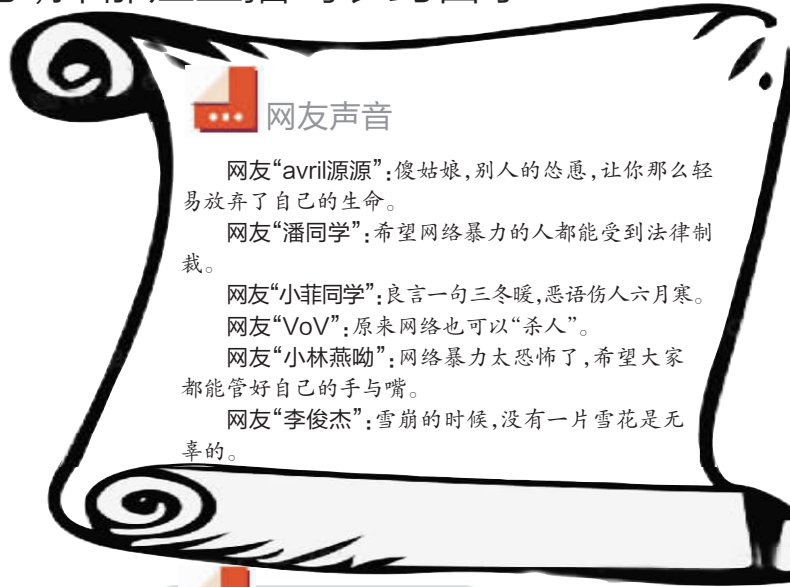 网友声音
网友“avril源源”:傻姑娘,别人的怂恿,让你那么轻
易放弃了自己的生命。
网友“潘同学”:希望网络暴力的人都能受到法律制
裁。
网友“小菲同学”:良言一句三冬暖,恶语伤人六月寒。
网友“VoV”:原来网络也可以“杀人”。
网友“小林燕呦”:网络暴力太恐怖了,希望大家
都能管好自己的手与嘴。
网友“李俊杰”:雪崩的时候,没有一片雪花是无
辜的。